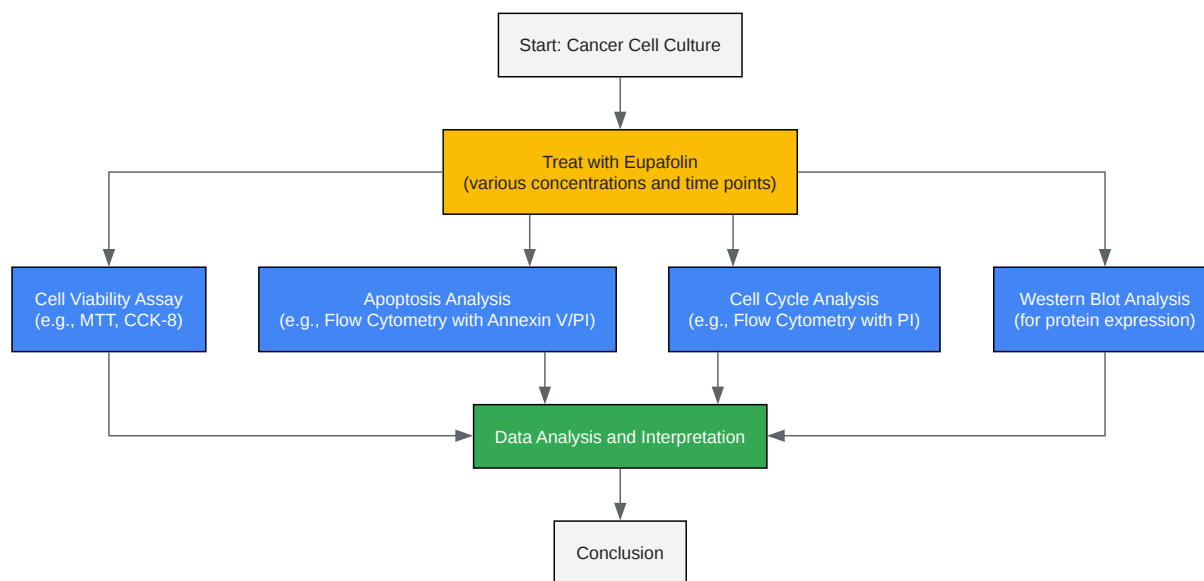 Start: Cancer Cell Culture
Treat with Eupafolin
(various concentrations and time points)
Cell Viability Assay
(e.g., MTT, CCK-8)
Apoptosis Analysis
(e.g., Flow Cytometry with Annexin V/PI)
Cell Cycle Analysis
(e.g., Flow Cytometry with PI)
Western Blot Analysis
(for protein expression)
Data Analysis and Interpretation
Conclusion